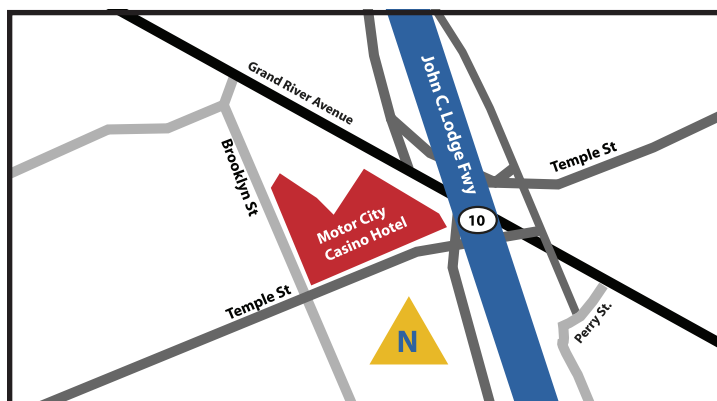 Grand River Avenue
John C. Lodge Fwy
Brooklyn St
Temple St
Motor City
Casino Hotel
10
Temple St
N
Perry St.